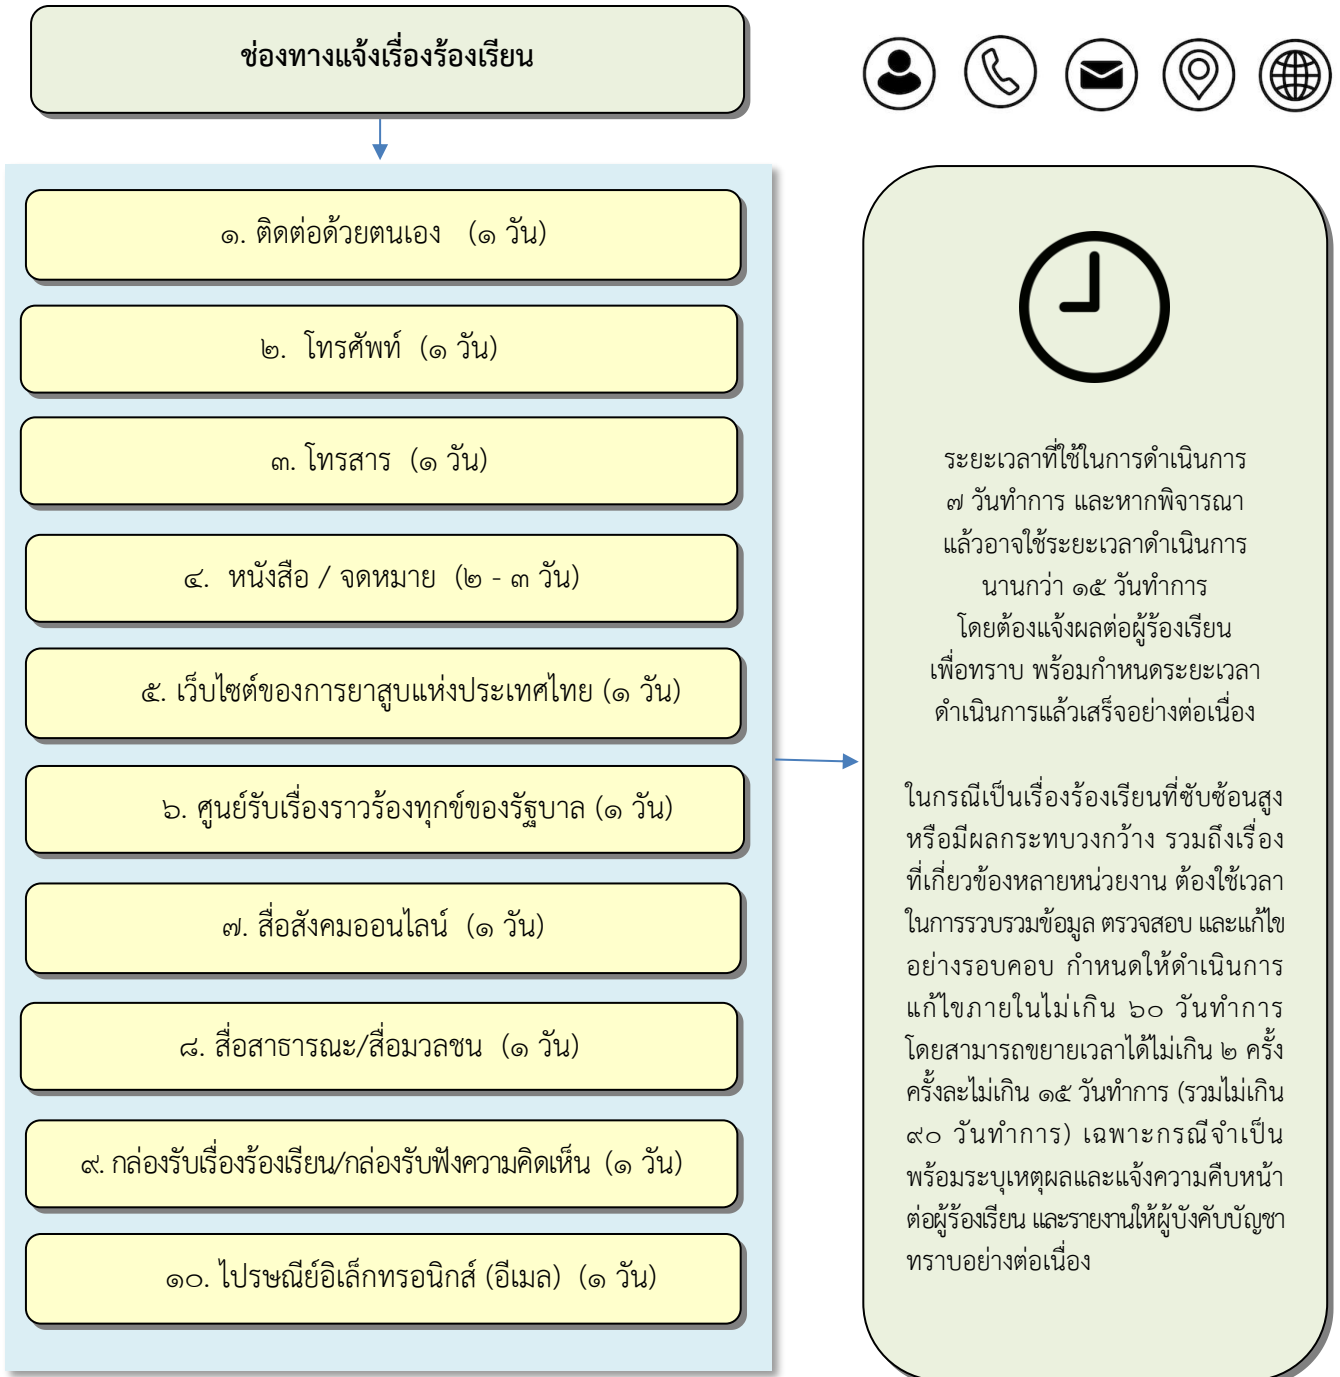 ช่องทางแจ้งเรื่องร้องเรียน
๑. ติดต่อด้วยตนเอง (๑ วัน)
๒. โทรศัพท์ (๑ วัน)
๓. โทรสาร (๑ วัน)
๔. หนังสือ / จดหมาย (๒ - ๓ วัน)
๕. เว็บไซต์ของการยาสูบแห่งประเทศไทย (๑ วัน)
๖. ศูนย์รับเรื่องราวร้องทุกข์ของรัฐบาล (๑ วัน)
๗. สื่อสังคมออนไลน์ (๑ วัน)
๘. สื่อสาธารณะ/สื่อมวลชน (๑ วัน)
๙. กล่องรับเรื่องร้องเรียน/กล่องรับฟังความคิดเห็น (๑ วัน)
๑๐. ไปรษณีย์อิเล็กทรอนิกส์ (อีเมล) (๑ วัน)
ระยะเวลาที่ใช้ในการดำเนินการ
๗ วันทำการ และหากพิจารณา
แล้วอาจใช้ระยะเวลาดำเนินการ
นานกว่า ๑๕ วันทำการ
โดยต้องแจ้งผลต่อผู้ร้องเรียน
เพื่อทราบ พร้อมกำหนดระยะเวลา
ดำเนินการแล้วเสร็จอย่างต่อเนื่อง
ในกรณีเป็นเรื่องร้องเรียนที่ซับซ้อนสูง
หรือมีผลกระทบวงกว้าง รวมถึงเรื่อง
ที่เกี่ยวข้องหลายหน่วยงาน ต้องใช้เวลา
ในการรวบรวมข้อมูล ตรวจสอบ และแก้ไข
อย่างรอบคอบ กำหนดให้ดำเนินการ
แก้ไขภายในไม่เกิน ๖๐ วันทำการ
โดยสามารถขยายเวลาได้ไม่เกิน ๒ ครั้ง
ครั้งละไม่เกิน ๑๕ วันทำการ (รวมไม่เกิน
๙๐ วันทำการ) เฉพาะกรณีจำเป็น
พร้อมระบุเหตุผลและแจ้งความคืบหน้า
ต่อผู้ร้องเรียน และรายงานให้ผู้บังคับบัญชา
ทราบอย่างต่อเนื่อง